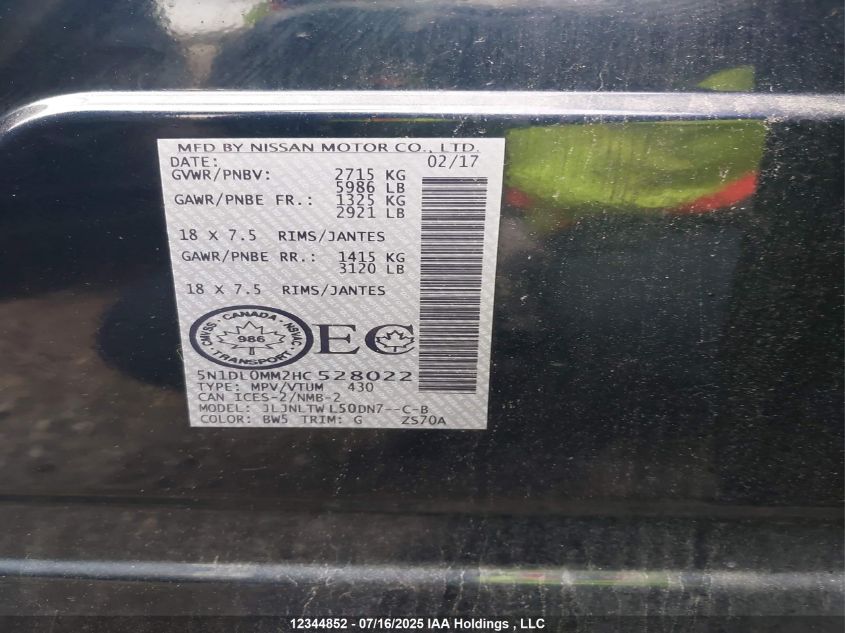 MFD BY NISSAN MOTOR CO., LTD.
DATE: 02/17
GVWR/PNBV: 2715 KG
5986 LB
GAWR/PNBE FR.: 1325 KG
2921 LB
18 X 7.5 RIMS/JANTES
GAWR/PNBE RR.: 1415 KG
3120 LB
18 X 7.5 RIMS/JANTES
CANADA
CMVSS 986 NSVAC
TRANSPORT
EC
5N1DL0MM2HC528022
TYPE: MPV/VTUM 430
CAN ICES-2/NMB-2
MODEL: JLJNLTWL50DN7--C-B
COLOR: BW5 TRIM: G ZS70A
12344852 - 07/16/2025 IAA Holdings , LLC